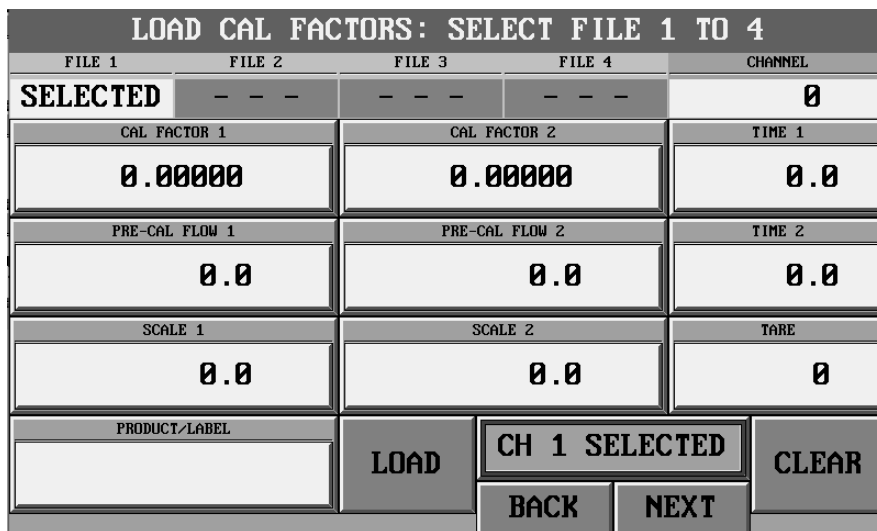 LOAD CAL FACTORS: SELECT FILE 1 TO 4
FILE 1 FILE 2 FILE 3 FILE 4 CHANNEL
SELECTED - - - - - - - - - 0
CAL FACTOR 1 CAL FACTOR 2 TIME 1
0.00000 0.00000 0.0
PRE-CAL FLOW 1 PRE-CAL FLOW 2 TIME 2
0.0 0.0 0.0
SCALE 1 SCALE 2 TARE
0.0 0.0 0
PRODUCT/LABEL
LOAD CH 1 SELECTED CLEAR
BACK NEXT